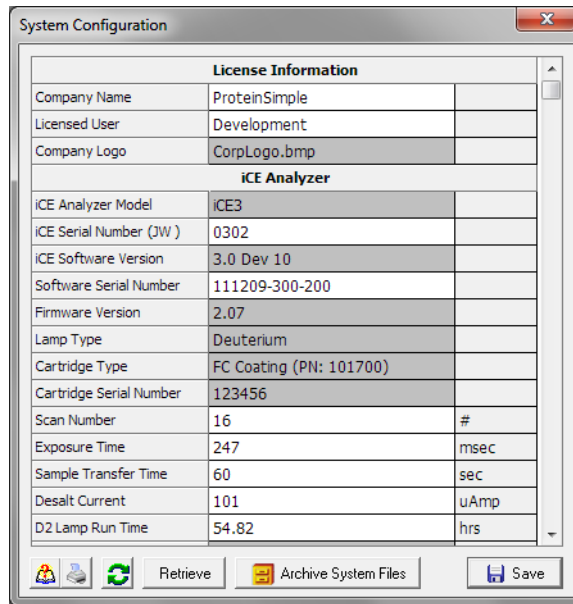 System Configuration
License Information
Company Name ProteinSimple
Licensed User Development
Company Logo CorpLogo.bmp
iCE Analyzer
iCE Analyzer Model iCE3
iCE Serial Number (JW ) 0302
iCE Software Version 3.0 Dev 10
Software Serial Number 111209-300-200
Firmware Version 2.07
Lamp Type Deuterium
Cartridge Type FC Coating (PN: 101700)
Cartridge Serial Number 123456
Scan Number 16 #
Exposure Time 247 msec
Sample Transfer Time 60 sec
Desalt Current 101 uAmp
D2 Lamp Run Time 54.82 hrs
Retrieve Archive System Files Save